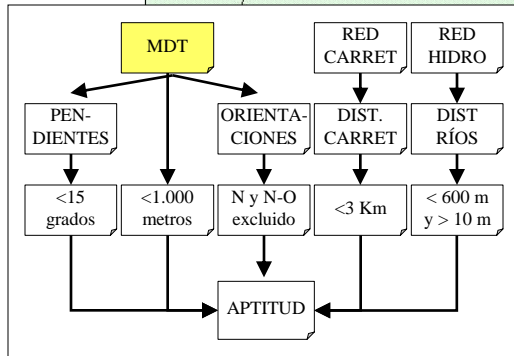 MDT
RED
CARRET
RED
HIDRO
PEN-
DIENTES
ORIENTA-
CIONES
DIST.
CARRET
DIST
RÍOS
<15
grados
<1.000
metros
N y N-O
excluido
<3 Km
< 600 m
y > 10 m
APTITUD